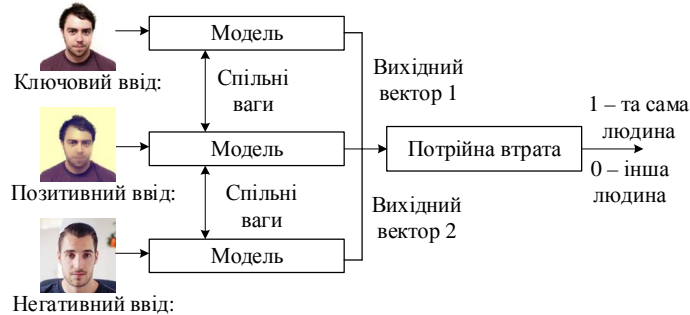 Модель
Ключовий ввід:
Спільні
ваги
Вихідний
вектор 1
Модель
Потрійна втрата
1 – та сама
людина
0 – інша
людина
Позитивний ввід:
Спільні
ваги
Вихідний
вектор 2
Модель
Негативний ввід: